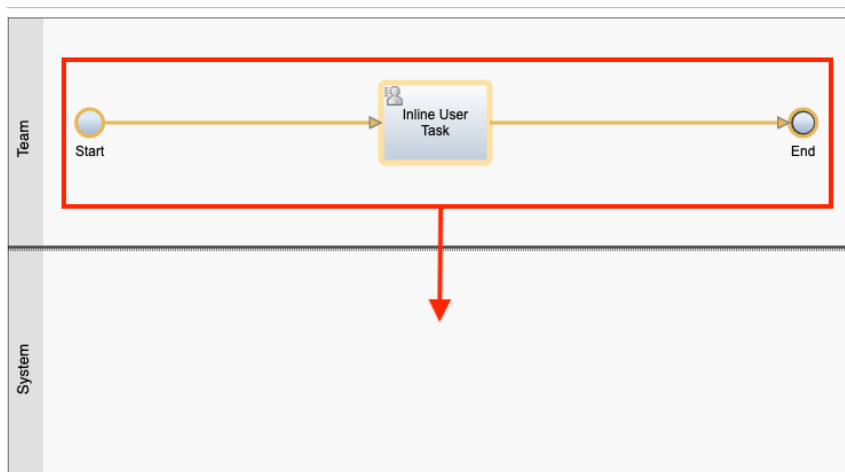 Team
Start
Inline User
Task
End
System